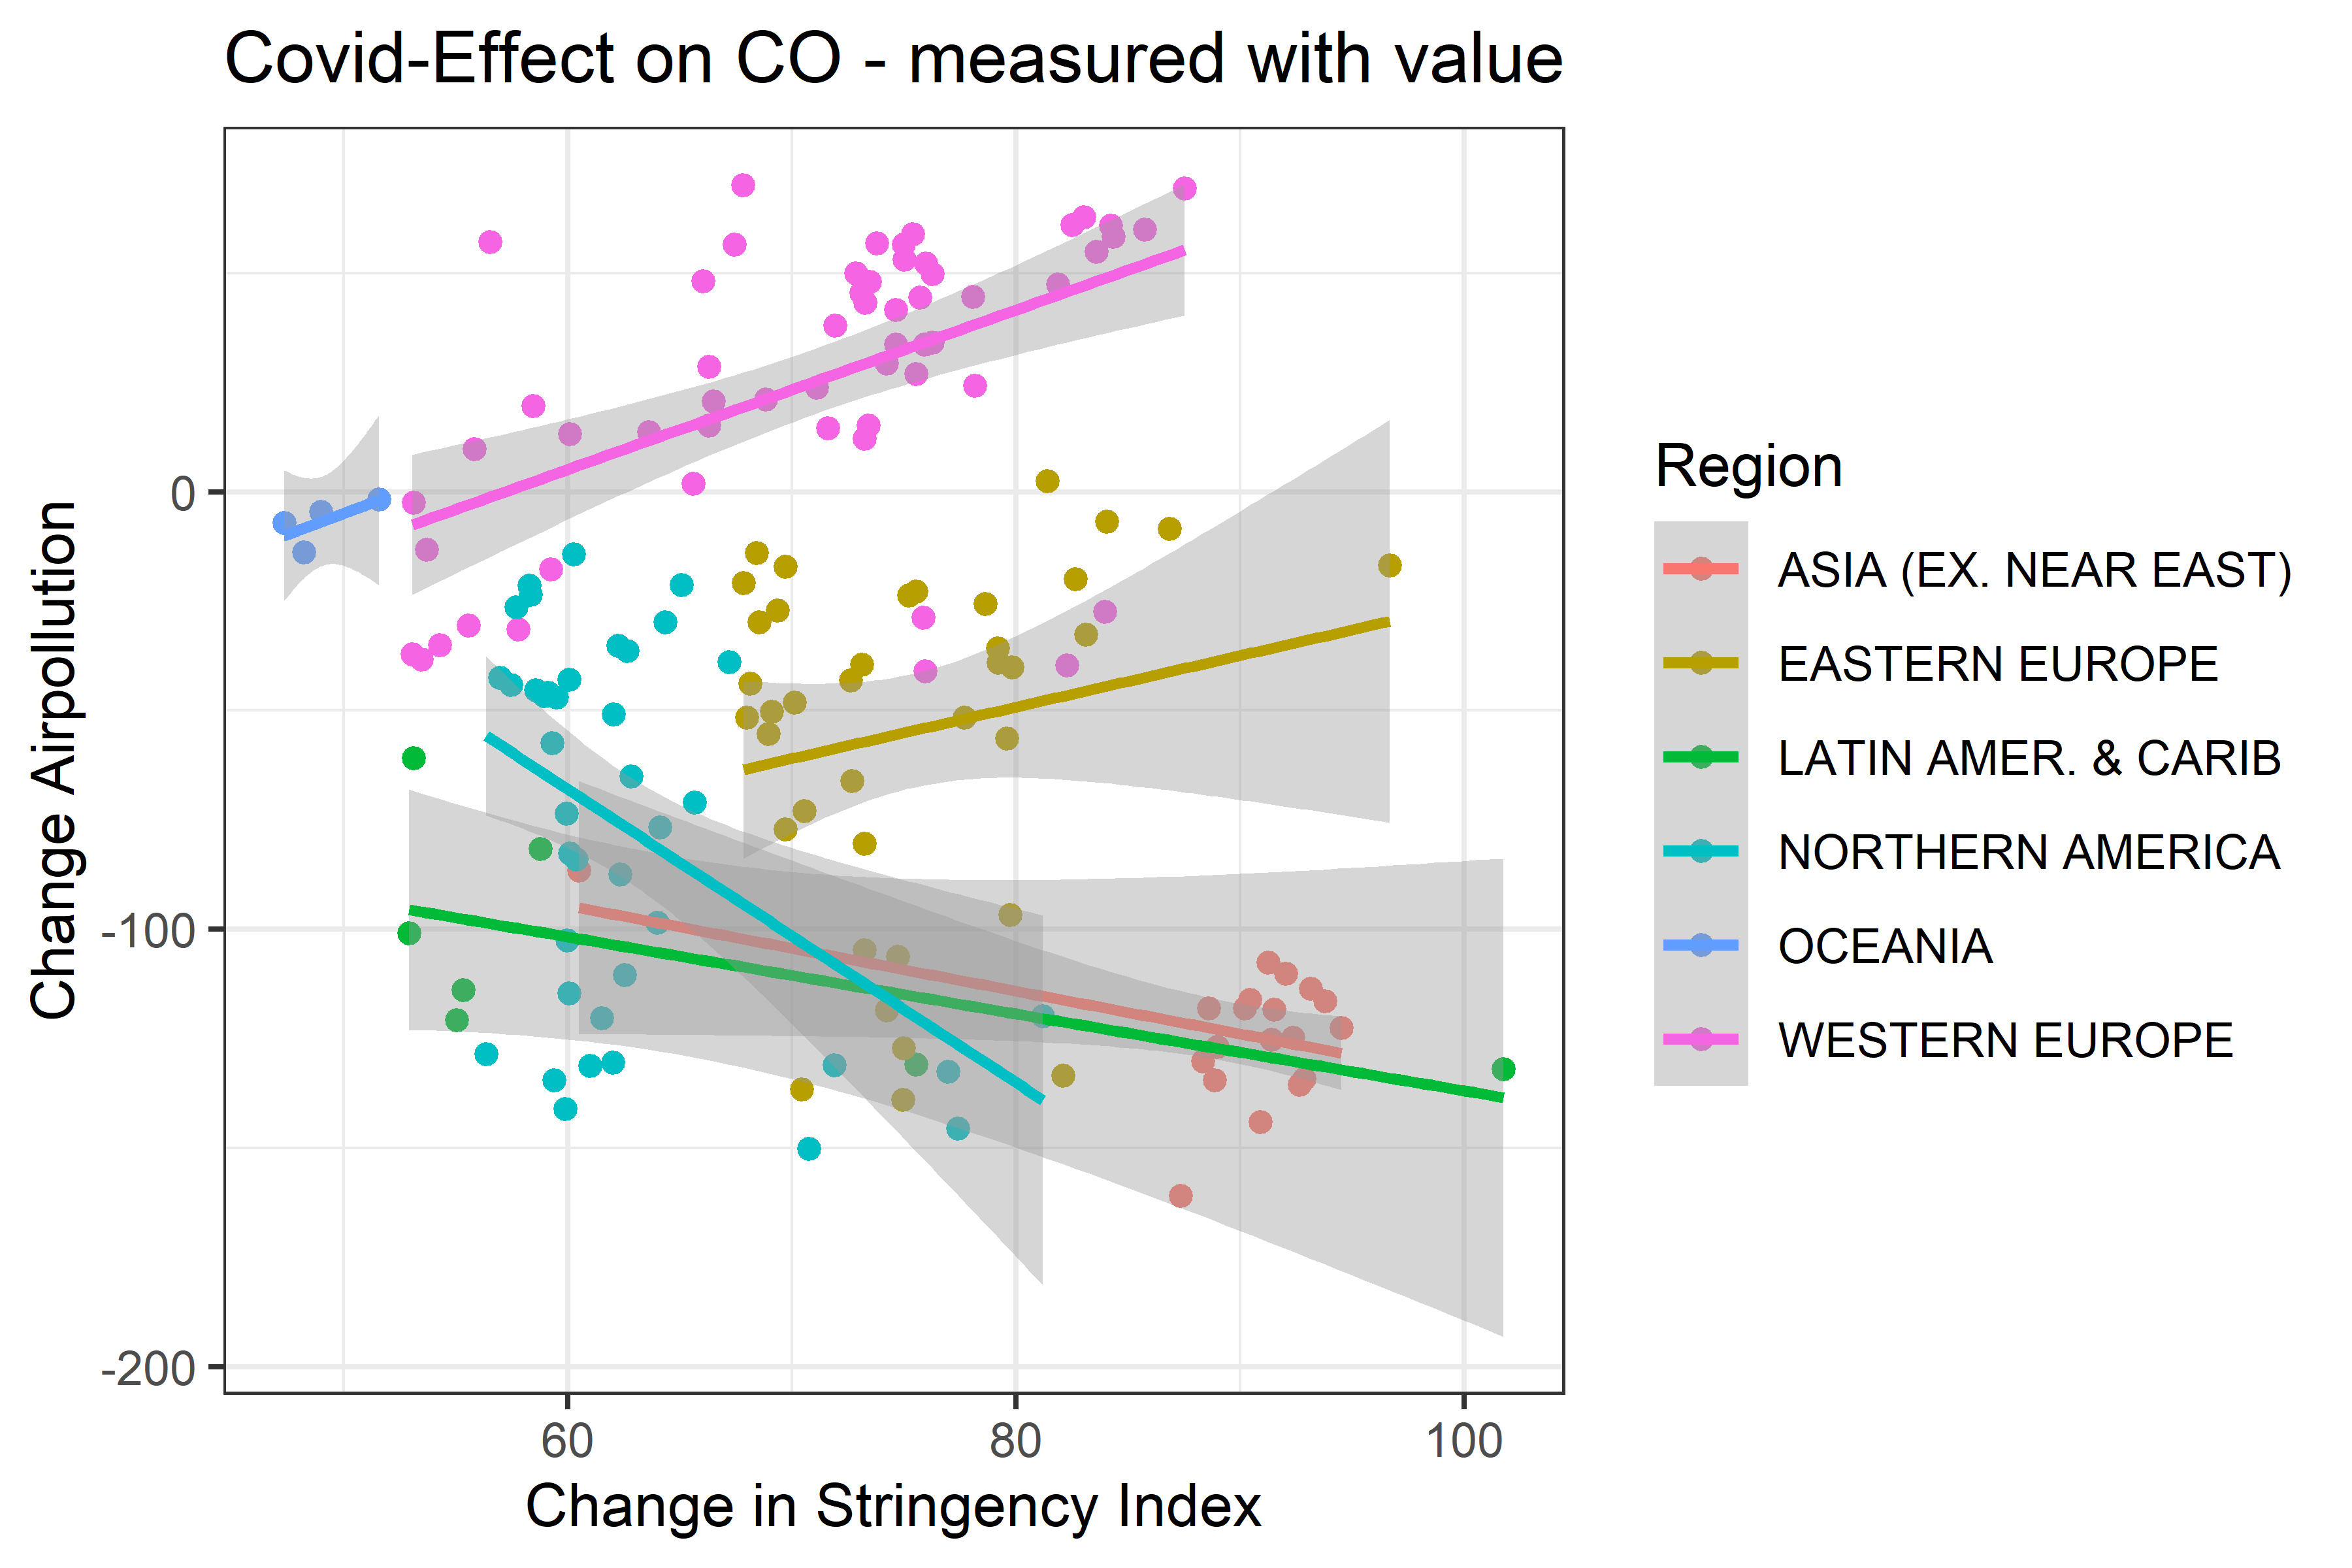 Covid-Effect on CO - measured with value
Change Airpollution
0
-100
-200
60 80 100
Change in Stringency Index
Region
ASIA (EX. NEAR EAST)
EASTERN EUROPE
LATIN AMER. & CARIB
NORTHERN AMERICA
OCEANIA
WESTERN EUROPE